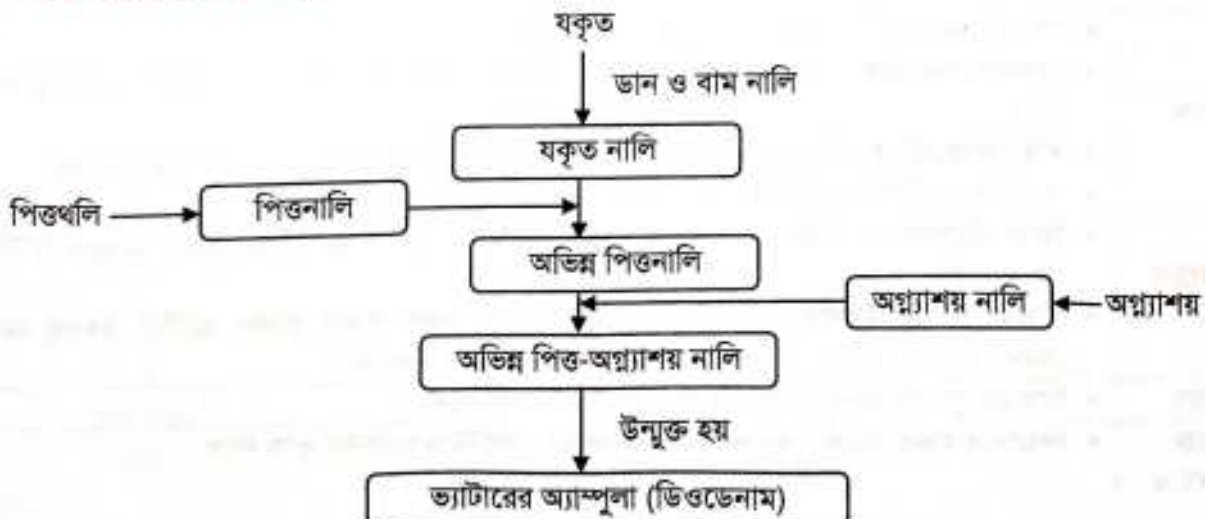 যকৃত
ডান ও বাম নালি
যকৃত নালি
পিত্তথলি
পিত্তনালি
অভিন্ন পিত্তনালি
অগ্ন্যাশয় নালি
অগ্ন্যাশয়
অভিন্ন পিত্ত-অগ্ন্যাশয় নালি
উন্মুক্ত হয়
ভ্যাটারের অ্যাম্পুলা (ডিওডেনাম)